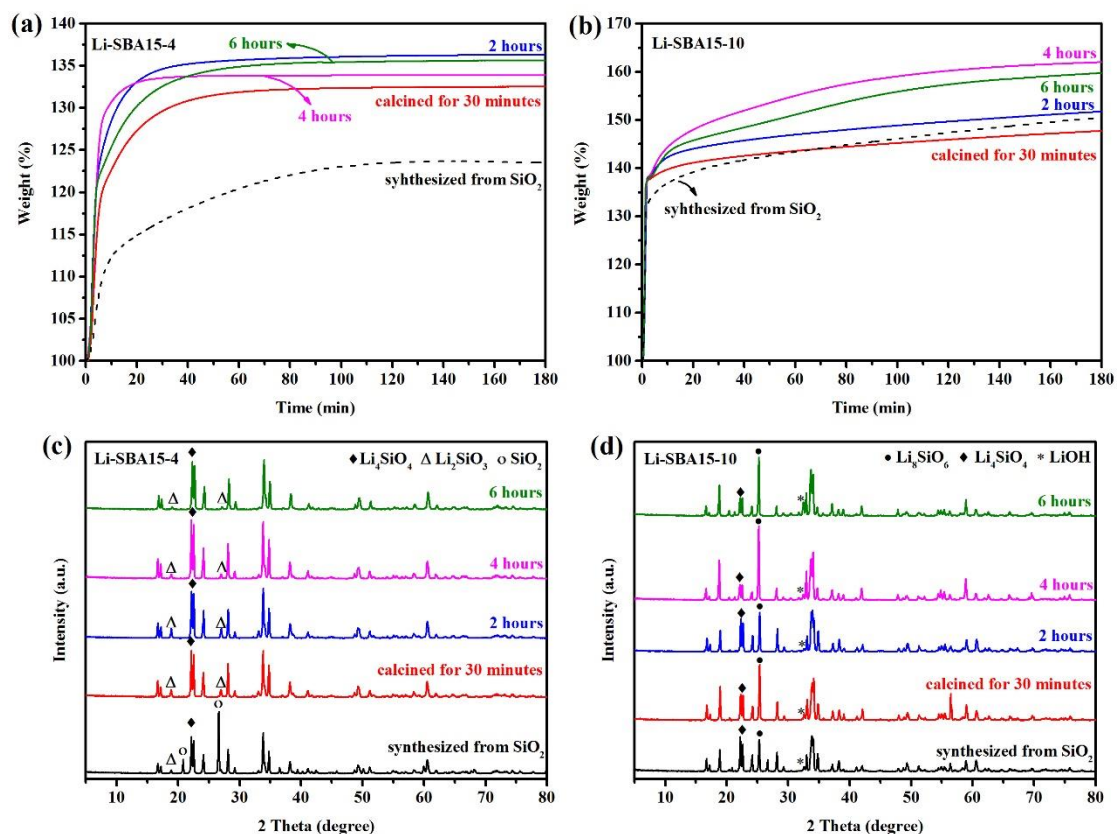 (a)
Li-SBA15-4
6 hours
2 hours
calcined for 30 minutes
4 hours
syhthesized from SiO₂
Weight (%)
140
135
130
125
120
115
110
105
100
0 20 40 60 80 100 120 140 160 180
Time (min)
(b)
Li-SBA15-10
4 hours
6 hours
2 hours
calcined for 30 minutes
syhthesized from SiO₂
Weight (%)
170
160
150
140
130
120
110
100
0 20 40 60 80 100 120 140 160 180
Time (min)
(c)
Li-SBA15-4
♦ Li₄SiO₄ Δ Li₂SiO₃ o SiO₂
6 hours
4 hours
2 hours
calcined for 30 minutes
synthesized from SiO₂
Intensity (a.u.)
10 20 30 40 50 60 70 80
2 Theta (degree)
(d)
Li-SBA15-10
● Li₈SiO₆ ♦ Li₄SiO₄ * LiOH
6 hours
4 hours
2 hours
calcined for 30 minutes
synthesized from SiO₂
Intensity (a.u.)
10 20 30 40 50 60 70 80
2 Theta (degree)